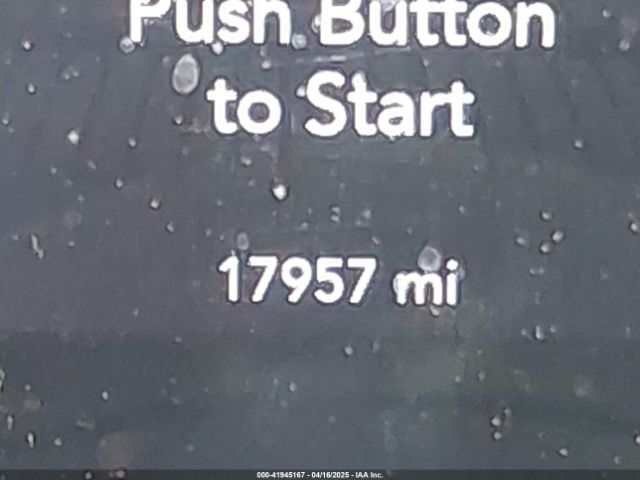 Push Button
to Start
17957 mi
000-41945167 - 04/16/2025 - IAA Inc.